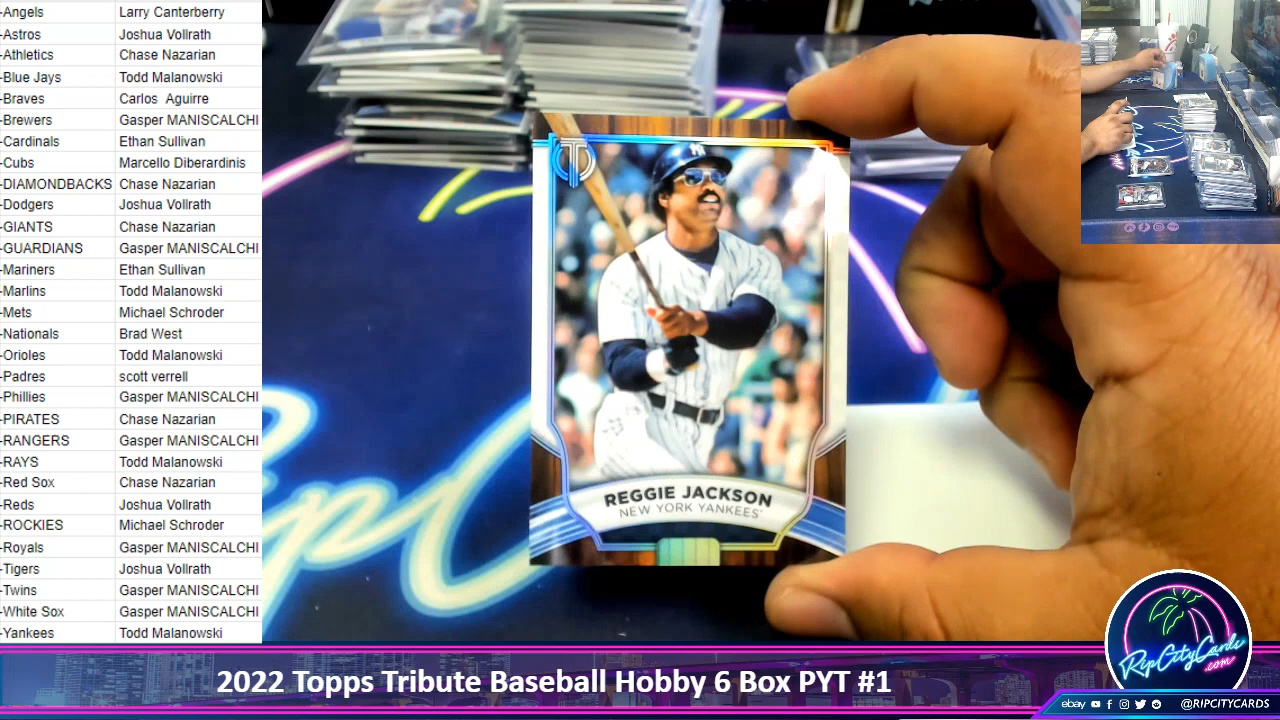 -Angels Larry Canterberry
-Astros Joshua Vollrath
-Athletics Chase Nazarian
-Blue Jays Todd Malanowski
-Braves Carlos Aguirre
-Brewers Gasper MANISCALCHI
-Cardinals Ethan Sullivan
-Cubs Marcello Diberardinis
-DIAMONDBACKS Chase Nazarian
-Dodgers Joshua Vollrath
-GIANTS Chase Nazarian
-GUARDIANS Gasper MANISCALCHI
-Mariners Ethan Sullivan
-Marlins Todd Malanowski
-Mets Michael Schroder
-Nationals Brad West
-Orioles Todd Malanowski
-Padres scott verrell
-Phillies Gasper MANISCALCHI
-PIRATES Chase Nazarian
-RANGERS Gasper MANISCALCHI
-RAYS Todd Malanowski
-Red Sox Chase Nazarian
-Reds Joshua Vollrath
-ROCKIES Michael Schroder
-Royals Gasper MANISCALCHI
-Tigers Joshua Vollrath
-Twins Gasper MANISCALCHI
-White Sox Gasper MANISCALCHI
-Yankees Todd Malanowski
REGGIE JACKSON
NEW YORK YANKEES
2022 Topps Tribute Baseball Hobby 6 Box PYT #1
RipCityCards
.com
ebay @RIPCITYCARDS